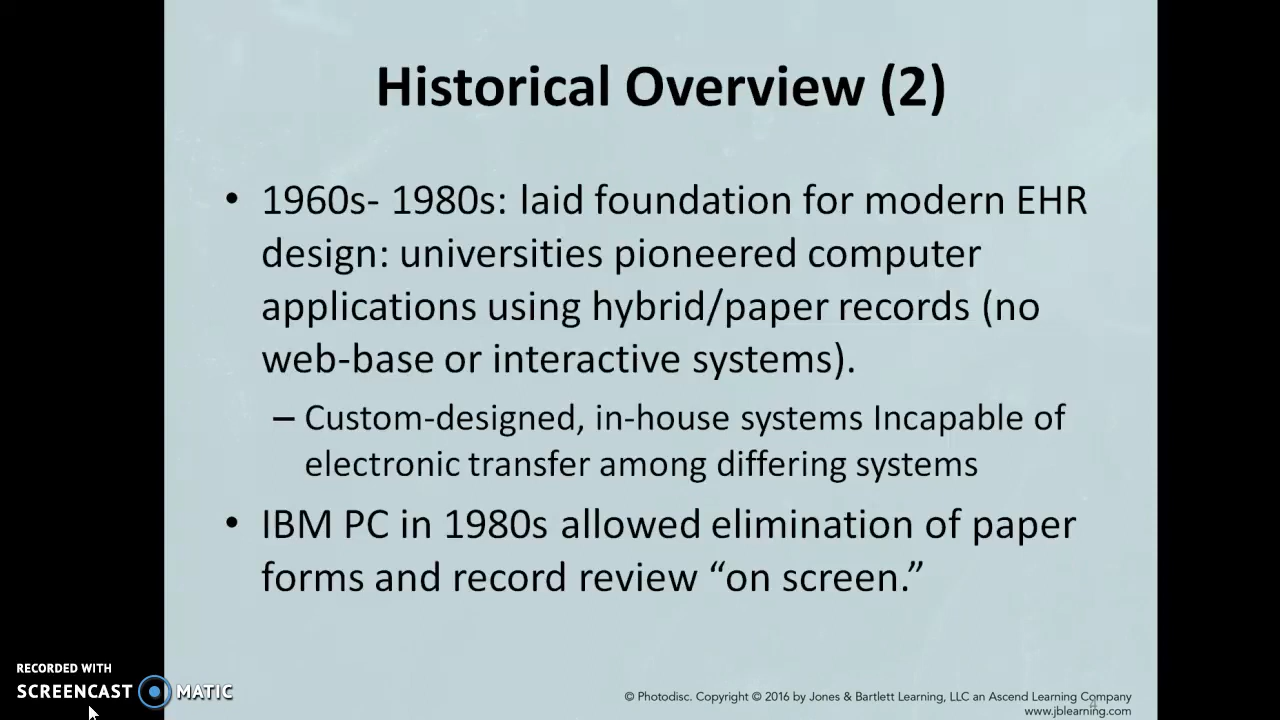 Historical Overview (2)
• 1960s- 1980s: laid foundation for modern EHR
design: universities pioneered computer
applications using hybrid/paper records (no
web-base or interactive systems).
– Custom-designed, in-house systems Incapable of
electronic transfer among differing systems
• IBM PC in 1980s allowed elimination of paper
forms and record review “on screen.”
RECORDED WITH
SCREENCAST MATIC
© Photodisc. Copyright © 2016 by Jones & Bartlett Learning, LLC an Ascend Learning Company
www.jblearning.com